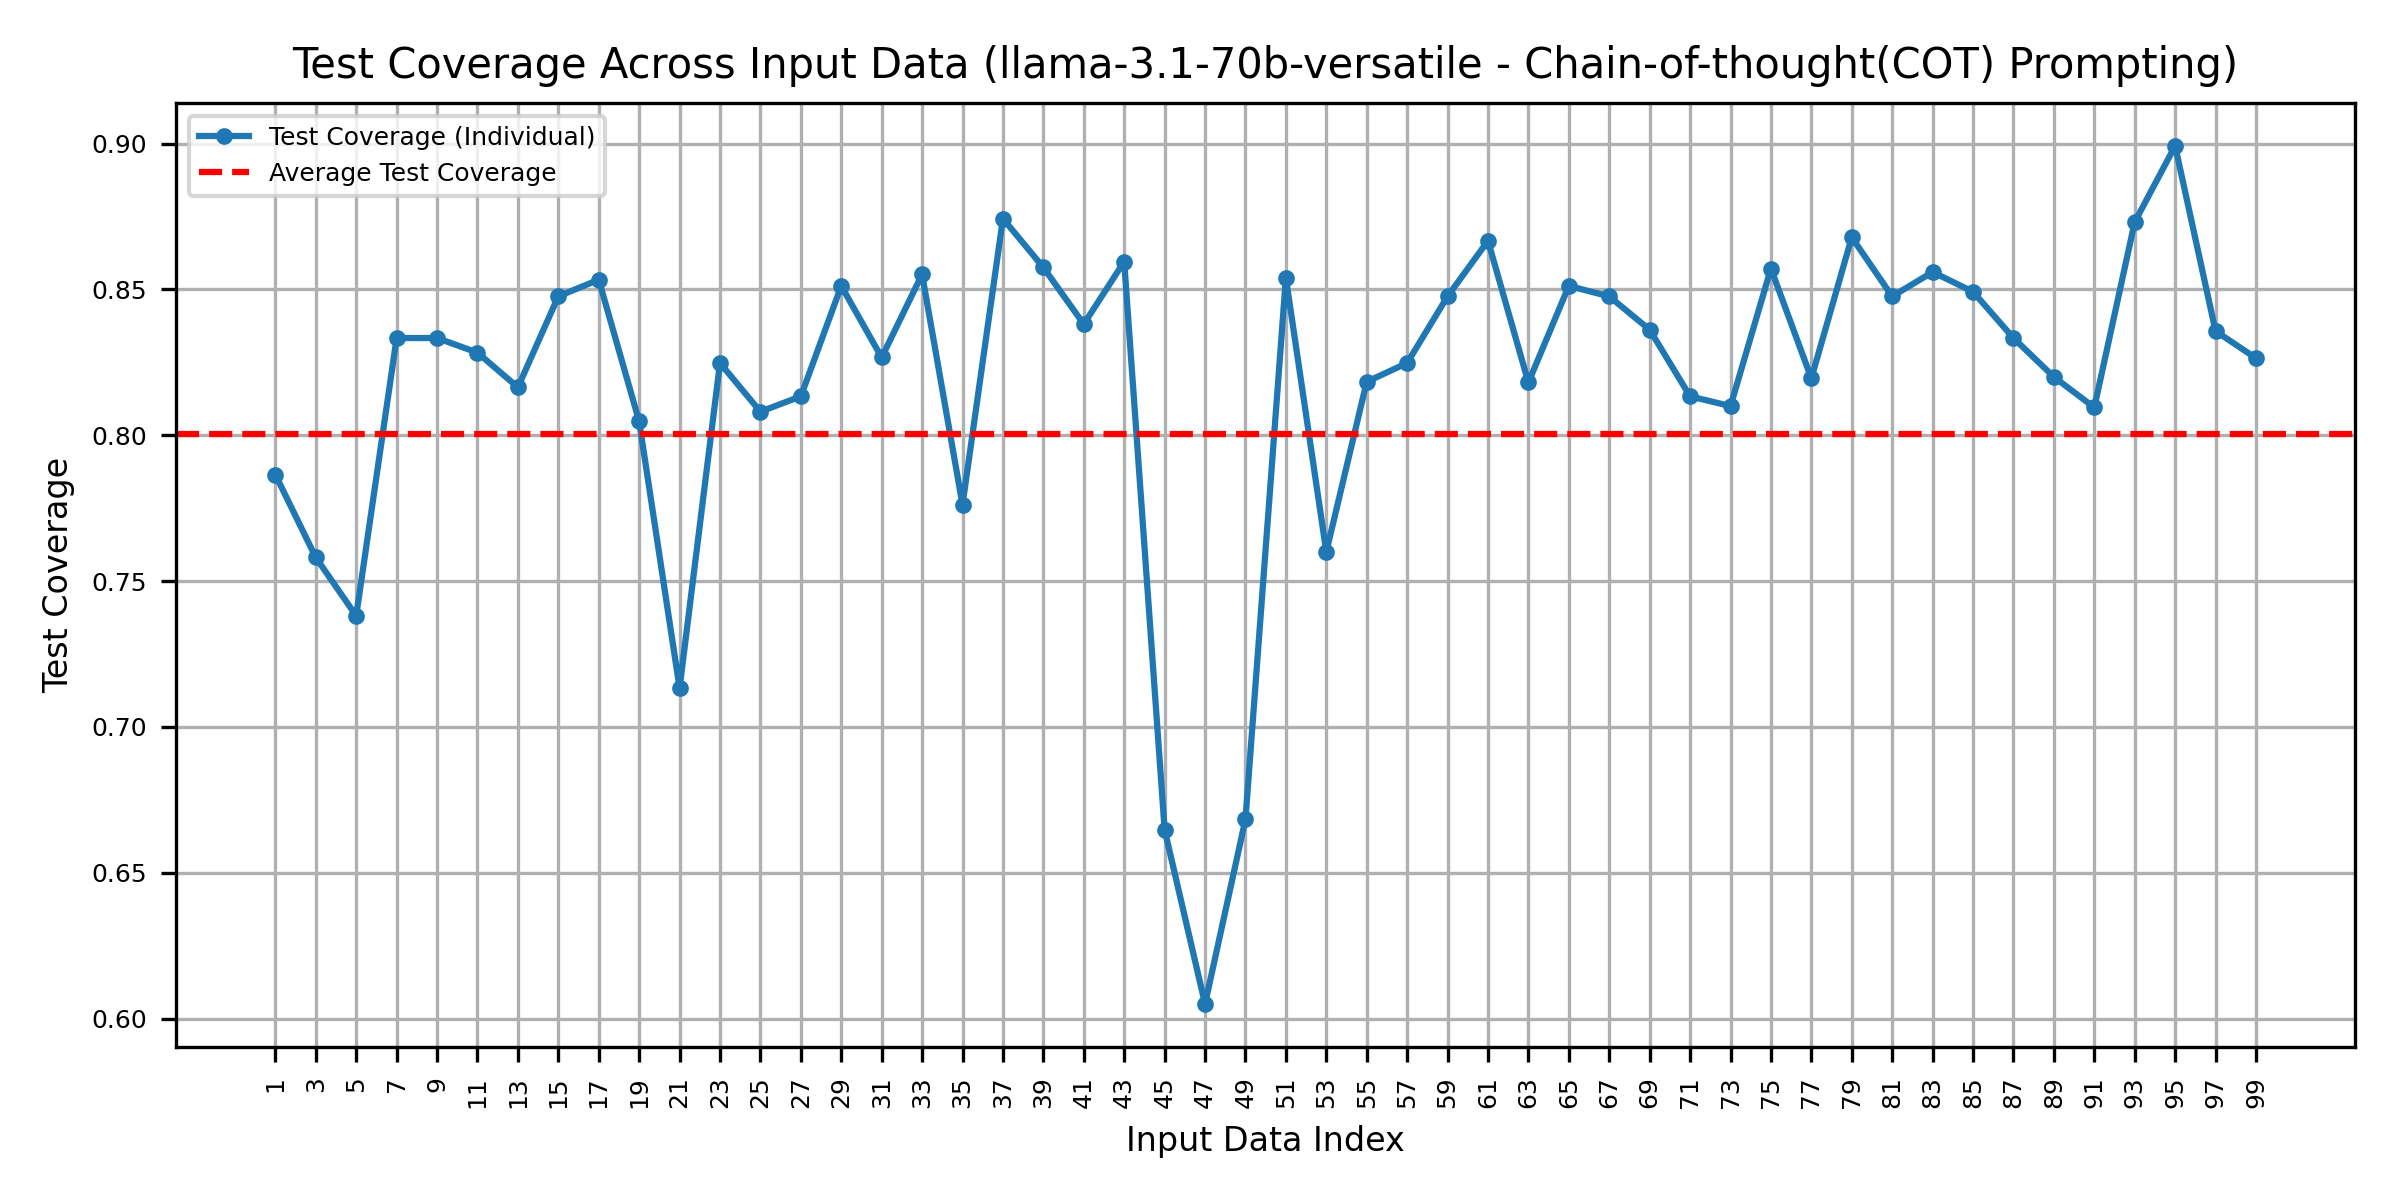 Test Coverage Across Input Data (llama-3.1-70b-versatile - Chain-of-thought(COT) Prompting)
Test Coverage (Individual)
Average Test Coverage
0.90
0.85
0.80
0.75
0.70
0.65
0.60
Test Coverage
1 3 5 7 9 11 13 15 17 19 21 23 25 27 29 31 33 35 37 39 41 43 45 47 49 51 53 55 57 59 61 63 65 67 69 71 73 75 77 79 81 83 85 87 89 91 93 95 97 99
Input Data Index